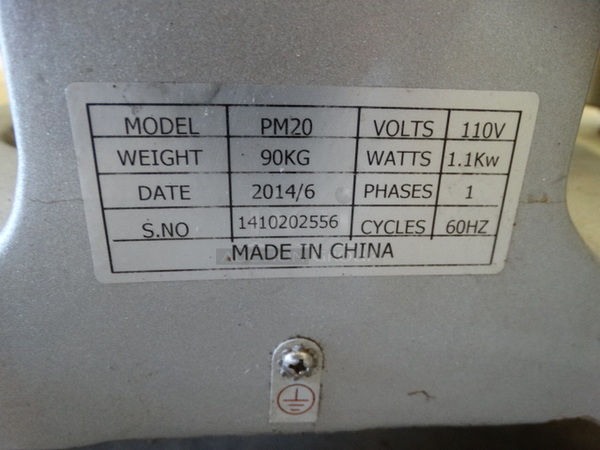 MODEL PM20 VOLTS 110V
WEIGHT 90KG WATTS 1.1Kw
DATE 2014/6 PHASES 1
S.NO 1410202556 CYCLES 60HZ
MADE IN CHINA